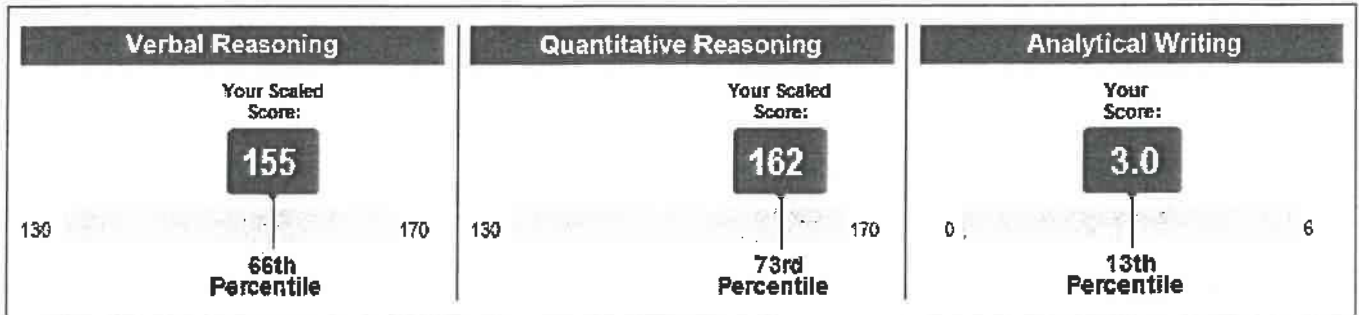 Verbal Reasoning
Your Scaled
Score:
155
130
170
66th
Percentile
Quantitative Reasoning
Your Scaled
Score:
162
130
170
73rd
Percentile
Analytical Writing
Your
Score:
3.0
0
6
13th
Percentile